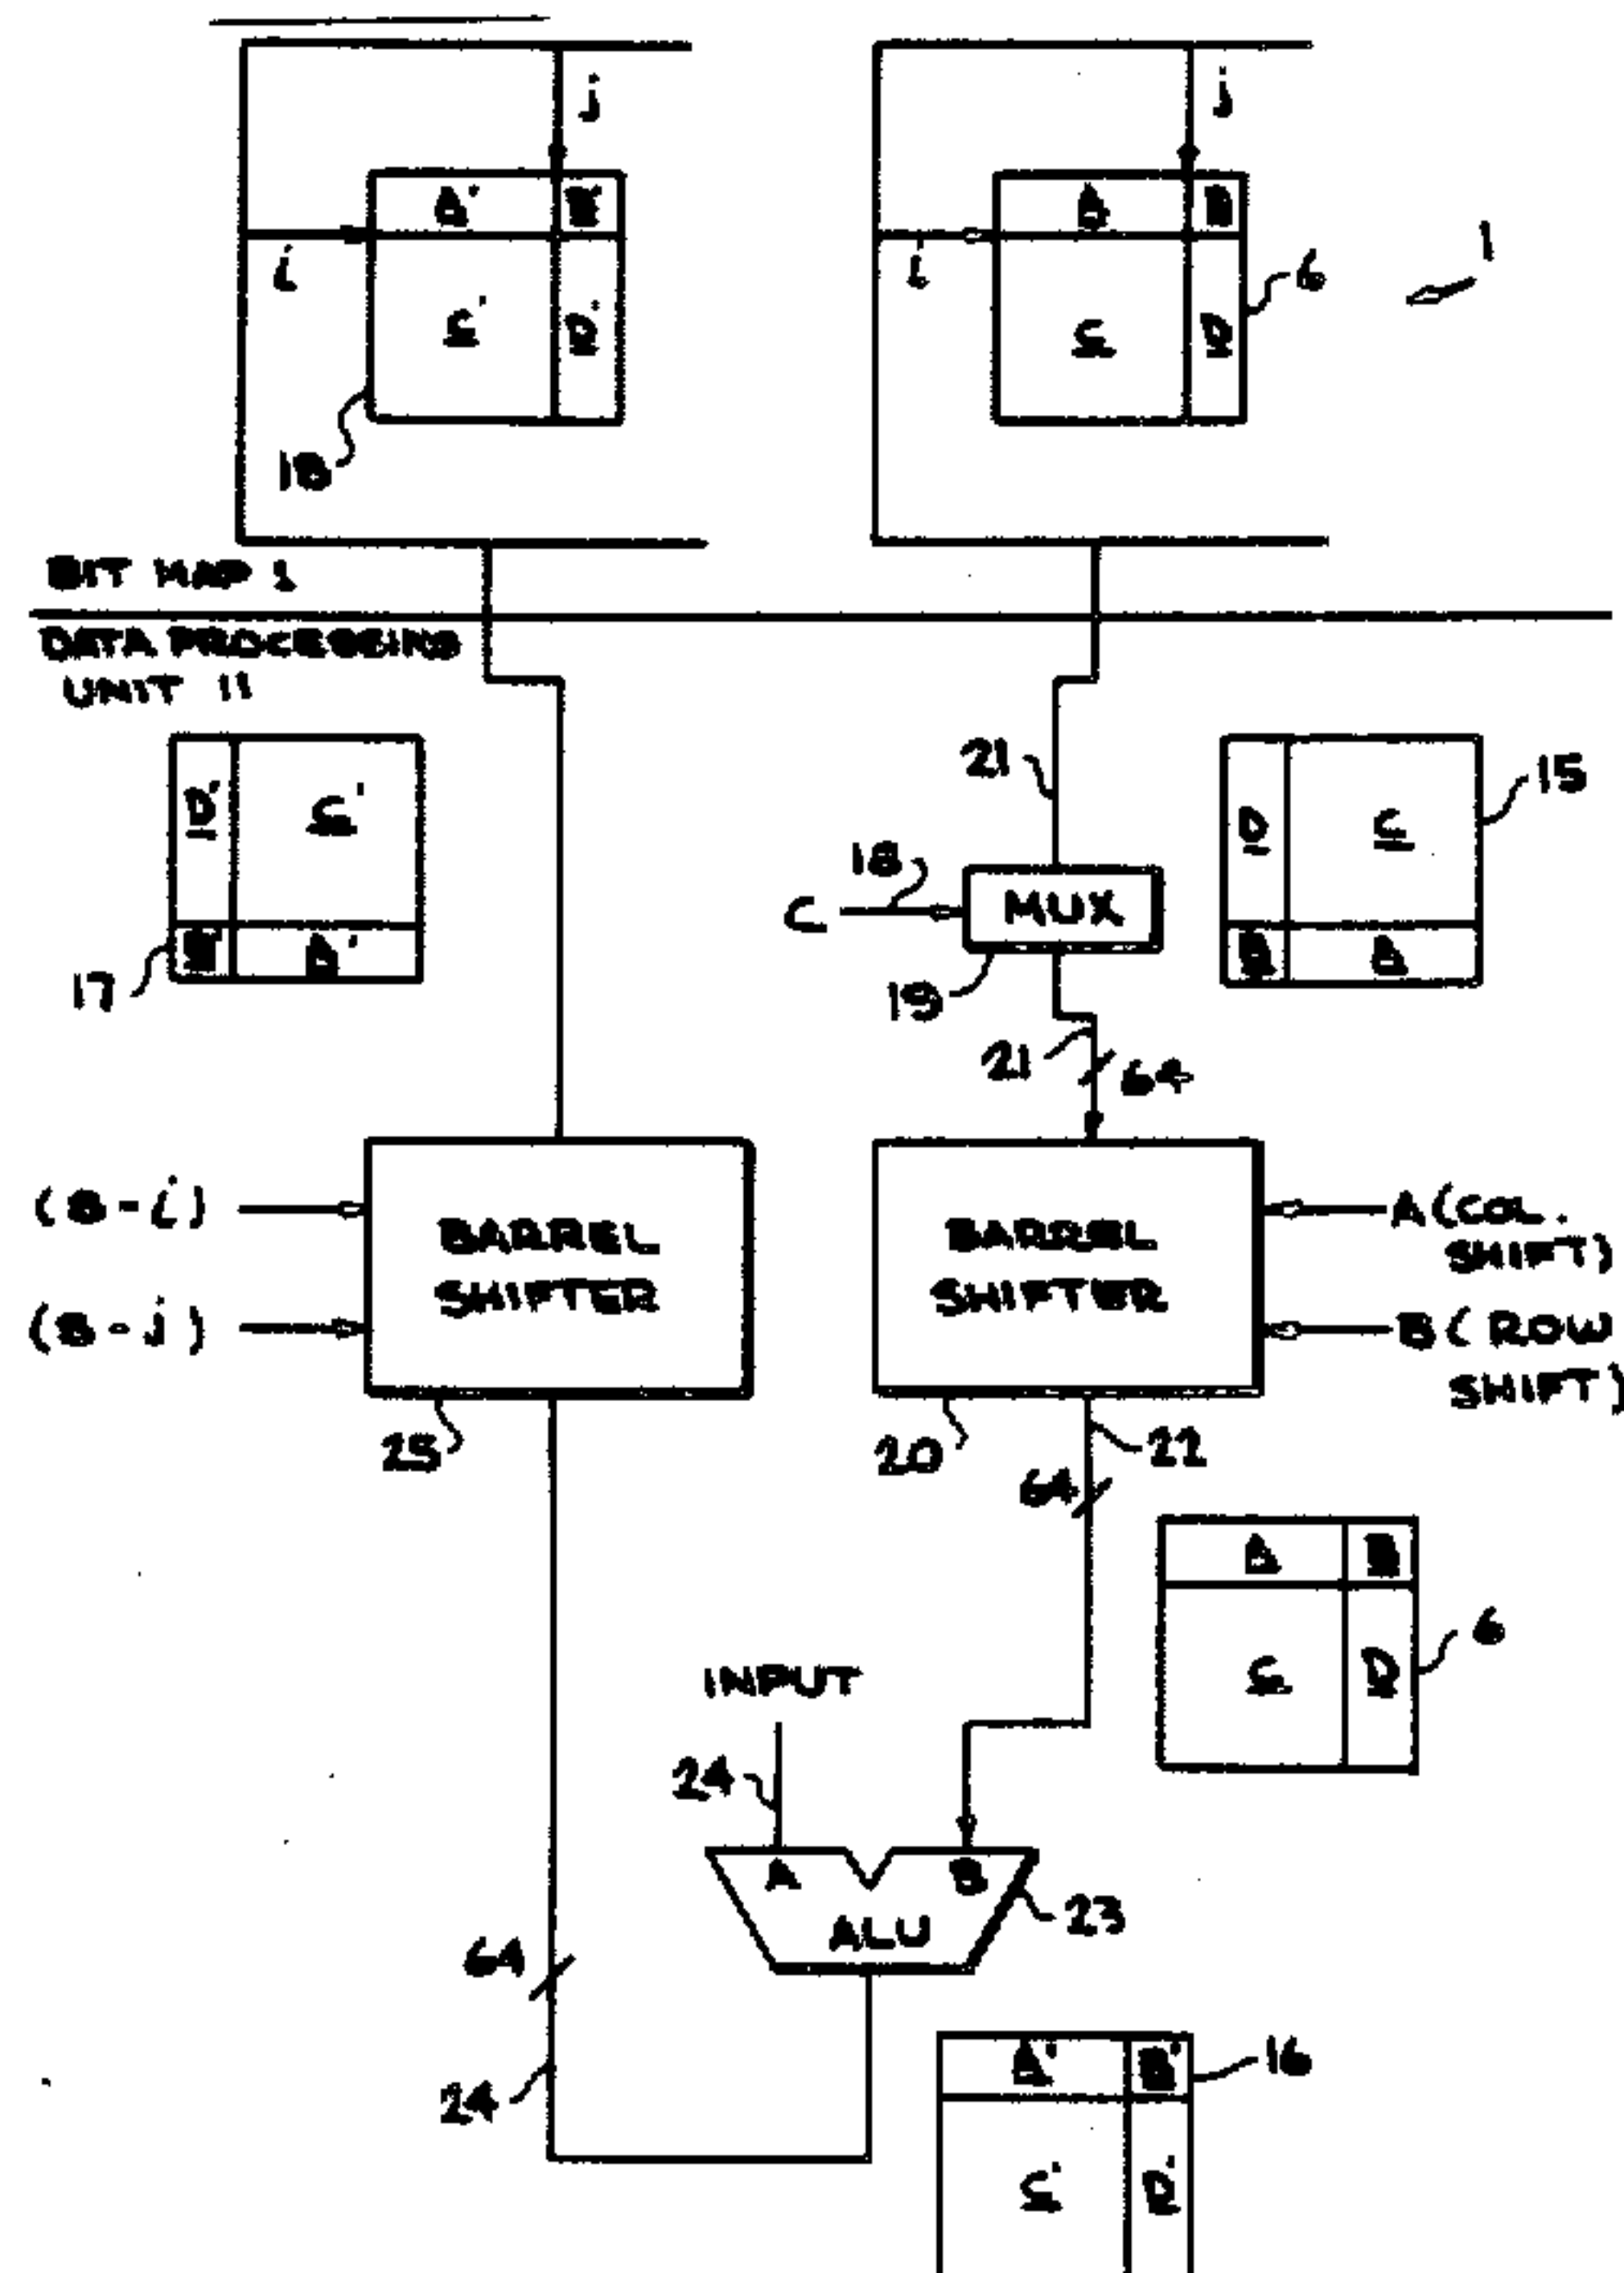 j
j
A' B'
A B
i
i
1
6
C' D'
C D
10
BIT MAP 1
DATA PROCESSING
UNIT 11
21
15
D' C'
D C
18
C
MUX
B' A'
B A
17
19
21
64
(8-i)
BARREL
SHIFTER
BARREL
SHIFTER
A (COL.
SHIFT)
(8-j)
B (ROW
SHIFT)
25
20
22
64
A B
6
C D
INPUT
24
A
B
ALU
23
64
A' B'
16
24
C' D'